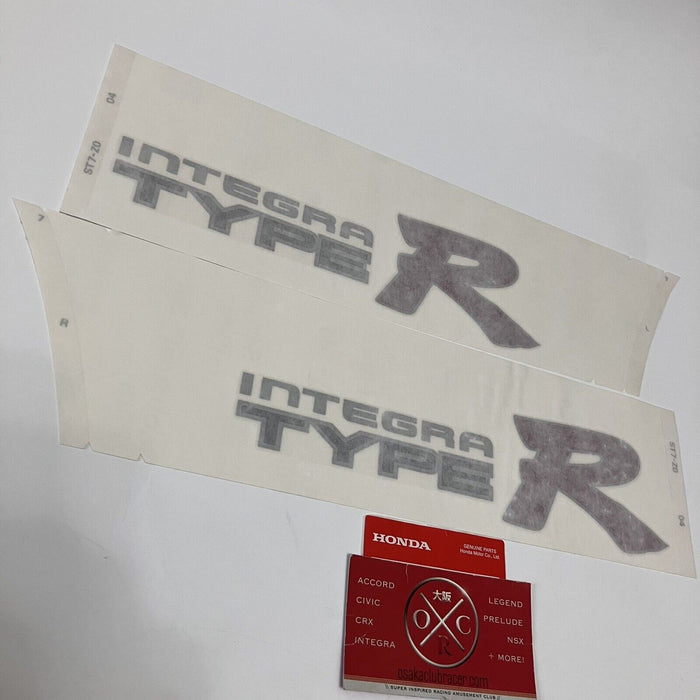 04
ST7-20
INTEGRA
TYPE R
7
R
INTEGRA
TYPE R
ST7-20
04
HONDA
GENUINE PARTS
Honda Motor Co., Ltd.
ACCORD
CIVIC
CRX
INTEGRA
大阪
O C
R
LEGEND
PRELUDE
NSX
+ MORE!
osakaclubracer.com
SUPER INSPIRED RACING AMUSEMENT CLUB